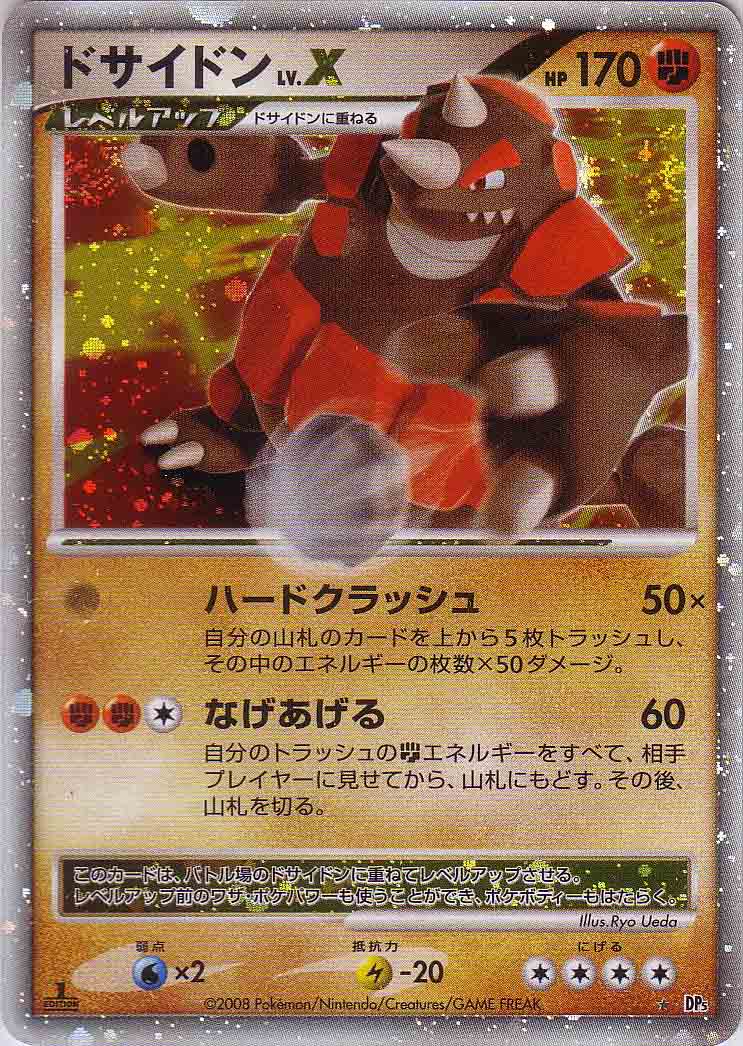 ドサイドン LV.X HP 170
レベルアップ ドサイドンに重ねる
ハードクラッシュ 50×
自分の山札のカードを上から5枚トラッシュし、
その中のエネルギーの枚数×50ダメージ。
なげあげる 60
自分のトラッシュのエネルギーをすべて、相手
プレイヤーに見せてから、山札にもどす。その後、
山札を切る。
このカードは、バトル場のドサイドンに重ねてレベルアップさせる。
レベルアップ前のワザ・ポケパワーも使うことができ、ポケボディーもはたらく。
Illus.Ryo Ueda
弱点 抵抗力 にげる
×2 -20
1 EDITION ©2008 Pokémon/Nintendo/Creatures/GAME FREAK ★ DP5